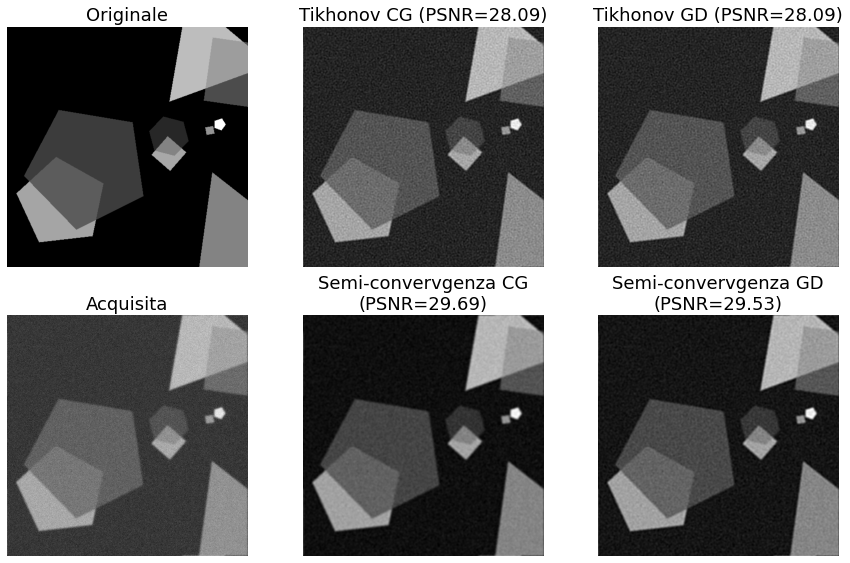 Originale
Tikhonov CG (PSNR=28.09)
Tikhonov GD (PSNR=28.09)
Acquisita
Semi-convervgenza CG
(PSNR=29.69)
Semi-convervgenza GD
(PSNR=29.53)